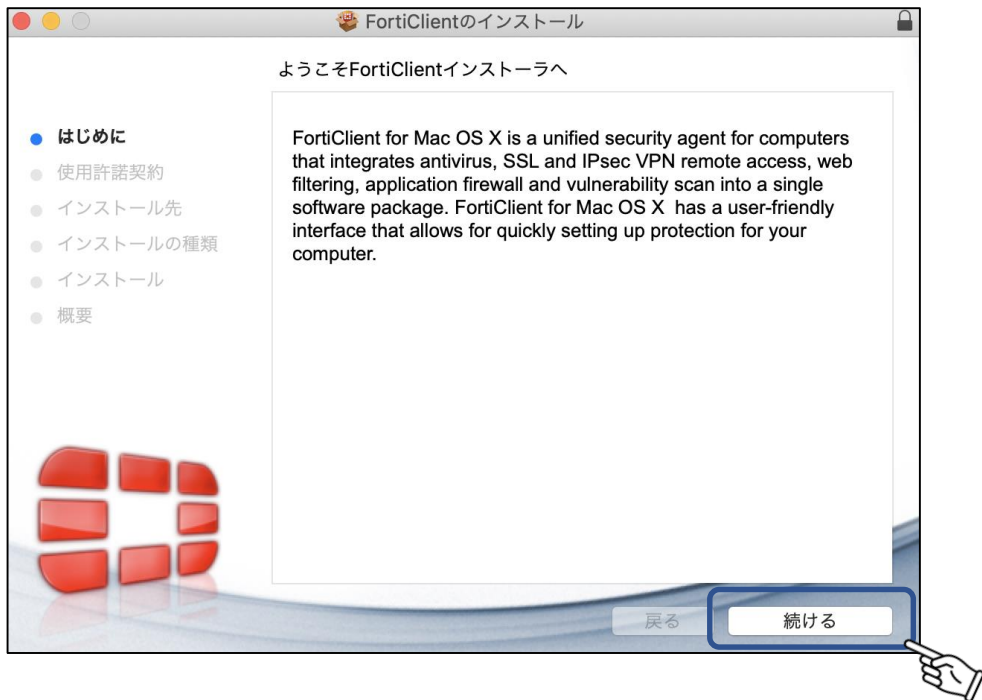 FortiClientのインストール
ようこそFortiClientインストーラへ
はじめに
使用許諾契約
インストール先
インストールの種類
インストール
概要
FortiClient for Mac OS X is a unified security agent for computers
that integrates antivirus, SSL and IPsec VPN remote access, web
filtering, application firewall and vulnerability scan into a single
software package. FortiClient for Mac OS X  has a user-friendly
interface that allows for quickly setting up protection for your
computer.
戻る
続ける